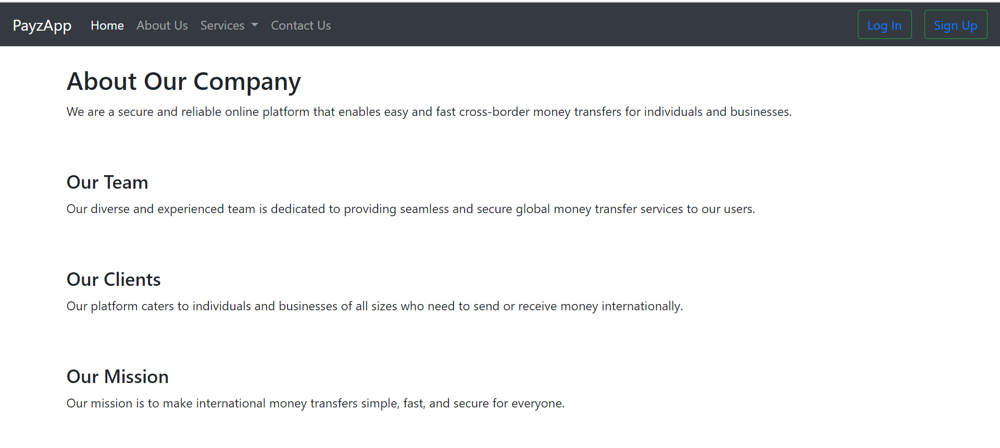 PayzApp Home About Us Services Contact Us Log In Sign Up
About Our Company
We are a secure and reliable online platform that enables easy and fast cross-border money transfers for individuals and businesses.
Our Team
Our diverse and experienced team is dedicated to providing seamless and secure global money transfer services to our users.
Our Clients
Our platform caters to individuals and businesses of all sizes who need to send or receive money internationally.
Our Mission
Our mission is to make international money transfers simple, fast, and secure for everyone.